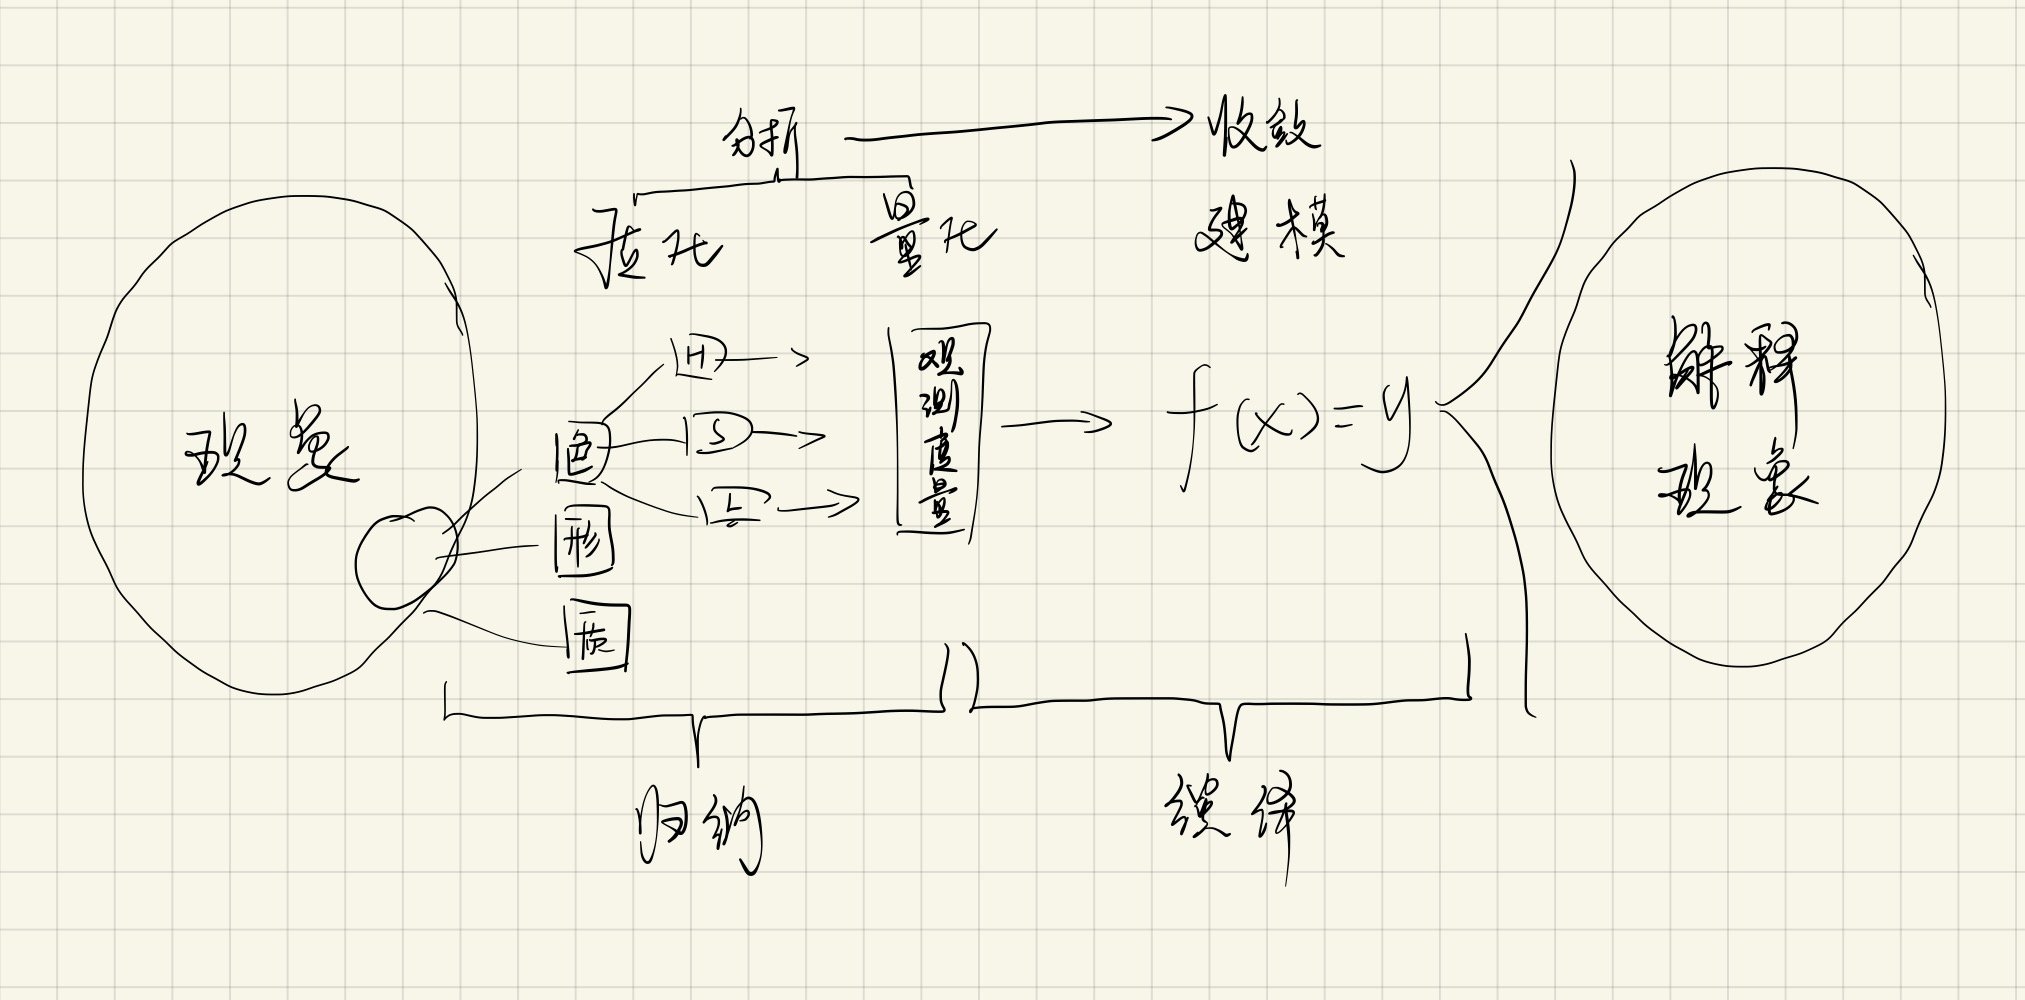 分析
收敛
粒化
量化
建模
现象
色
形
质
H
S
L
观测度量
f(x)=y
解释
现象
归纳
演绎